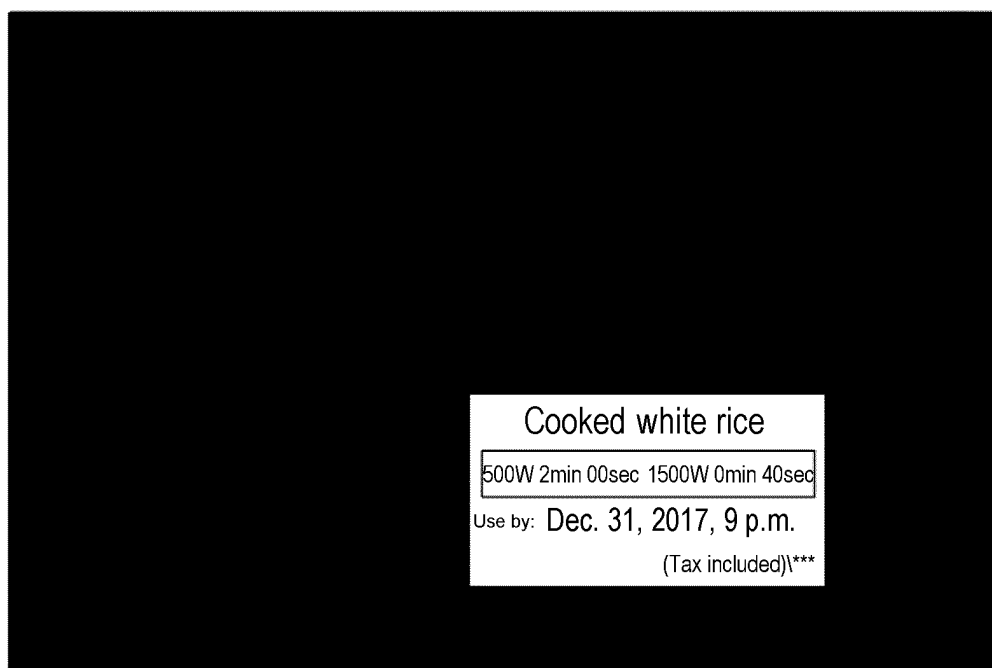 Cooked white rice
500W 2min 00sec 1500W 0min 40sec
Use by: Dec. 31, 2017, 9 p.m.
(Tax included)\***